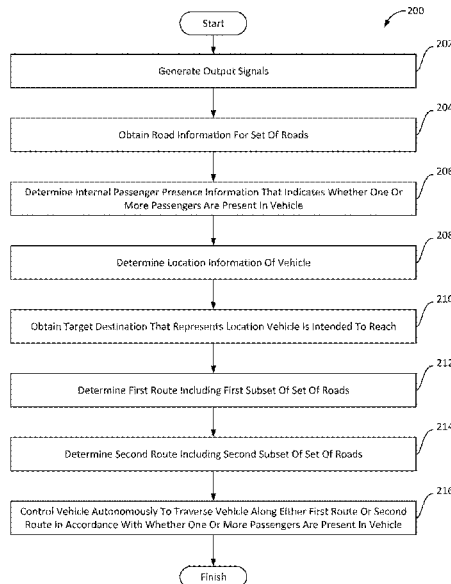 Start
200
202
Generate Output Signals
204
Obtain Road Information For Set Of Roads
206
Determine Internal Passenger Presence Information That Indicates Whether One Or
More Passengers Are Present In Vehicle
208
Determine Location Information Of Vehicle
210
Obtain Target Destination That Represents Location Vehicle Is Intended To Reach
212
Determine First Route Including First Subset Of Set Of Roads
214
Determine Second Route Including Second Subset Of Set Of Roads
216
Control Vehicle Autonomously To Traverse Vehicle Along Either First Route Or Second
Route In Accordance With Whether One Or More Passengers Are Present In Vehicle
Finish